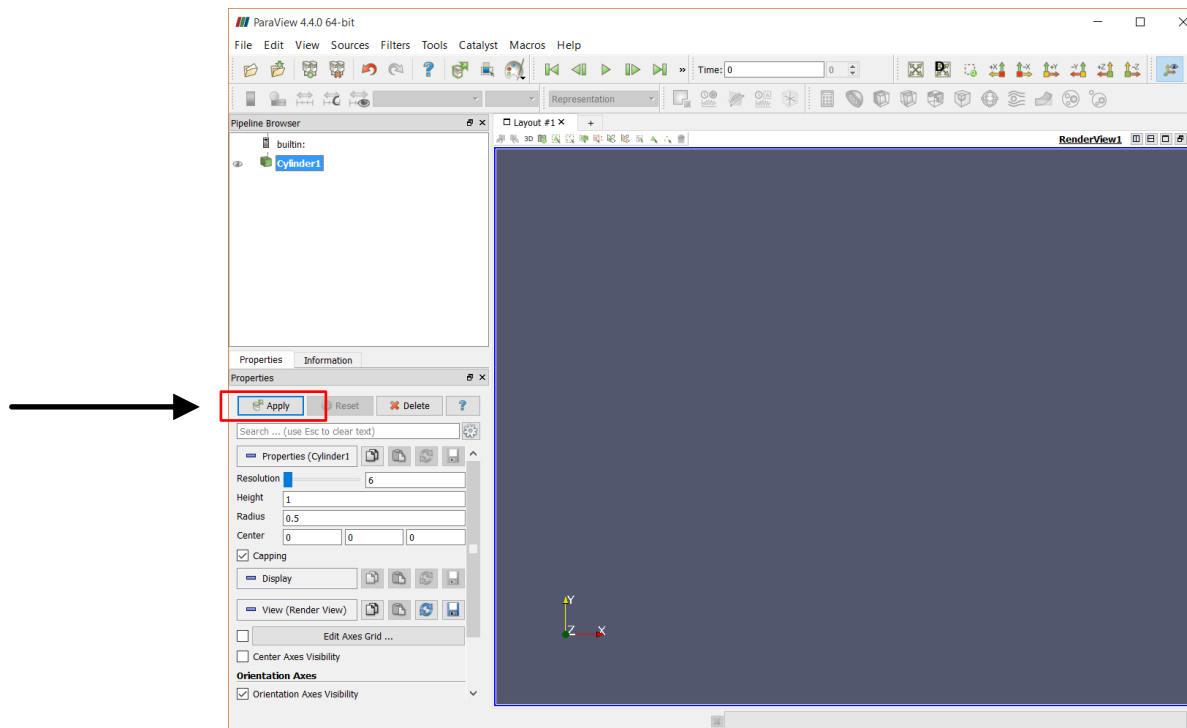 ParaView 4.4.0 64-bit
File Edit View Sources Filters Tools Catalyst Macros Help
? » Time: 0 0 D +X -X +Y -Y +Z -Z
C Representation
Pipeline Browser
Layout #1 × +
3D RenderView1
builtin:
Cylinder1
Properties Information
Properties
Apply Reset Delete ?
Search ... (use Esc to clear text)
Properties (Cylinder1
Resolution 6
Height 1
Radius 0.5
Center 0 0 0
Capping
Display
View (Render View)
Edit Axes Grid ...
Center Axes Visibility
Orientation Axes
Orientation Axes Visibility
Y
Z X